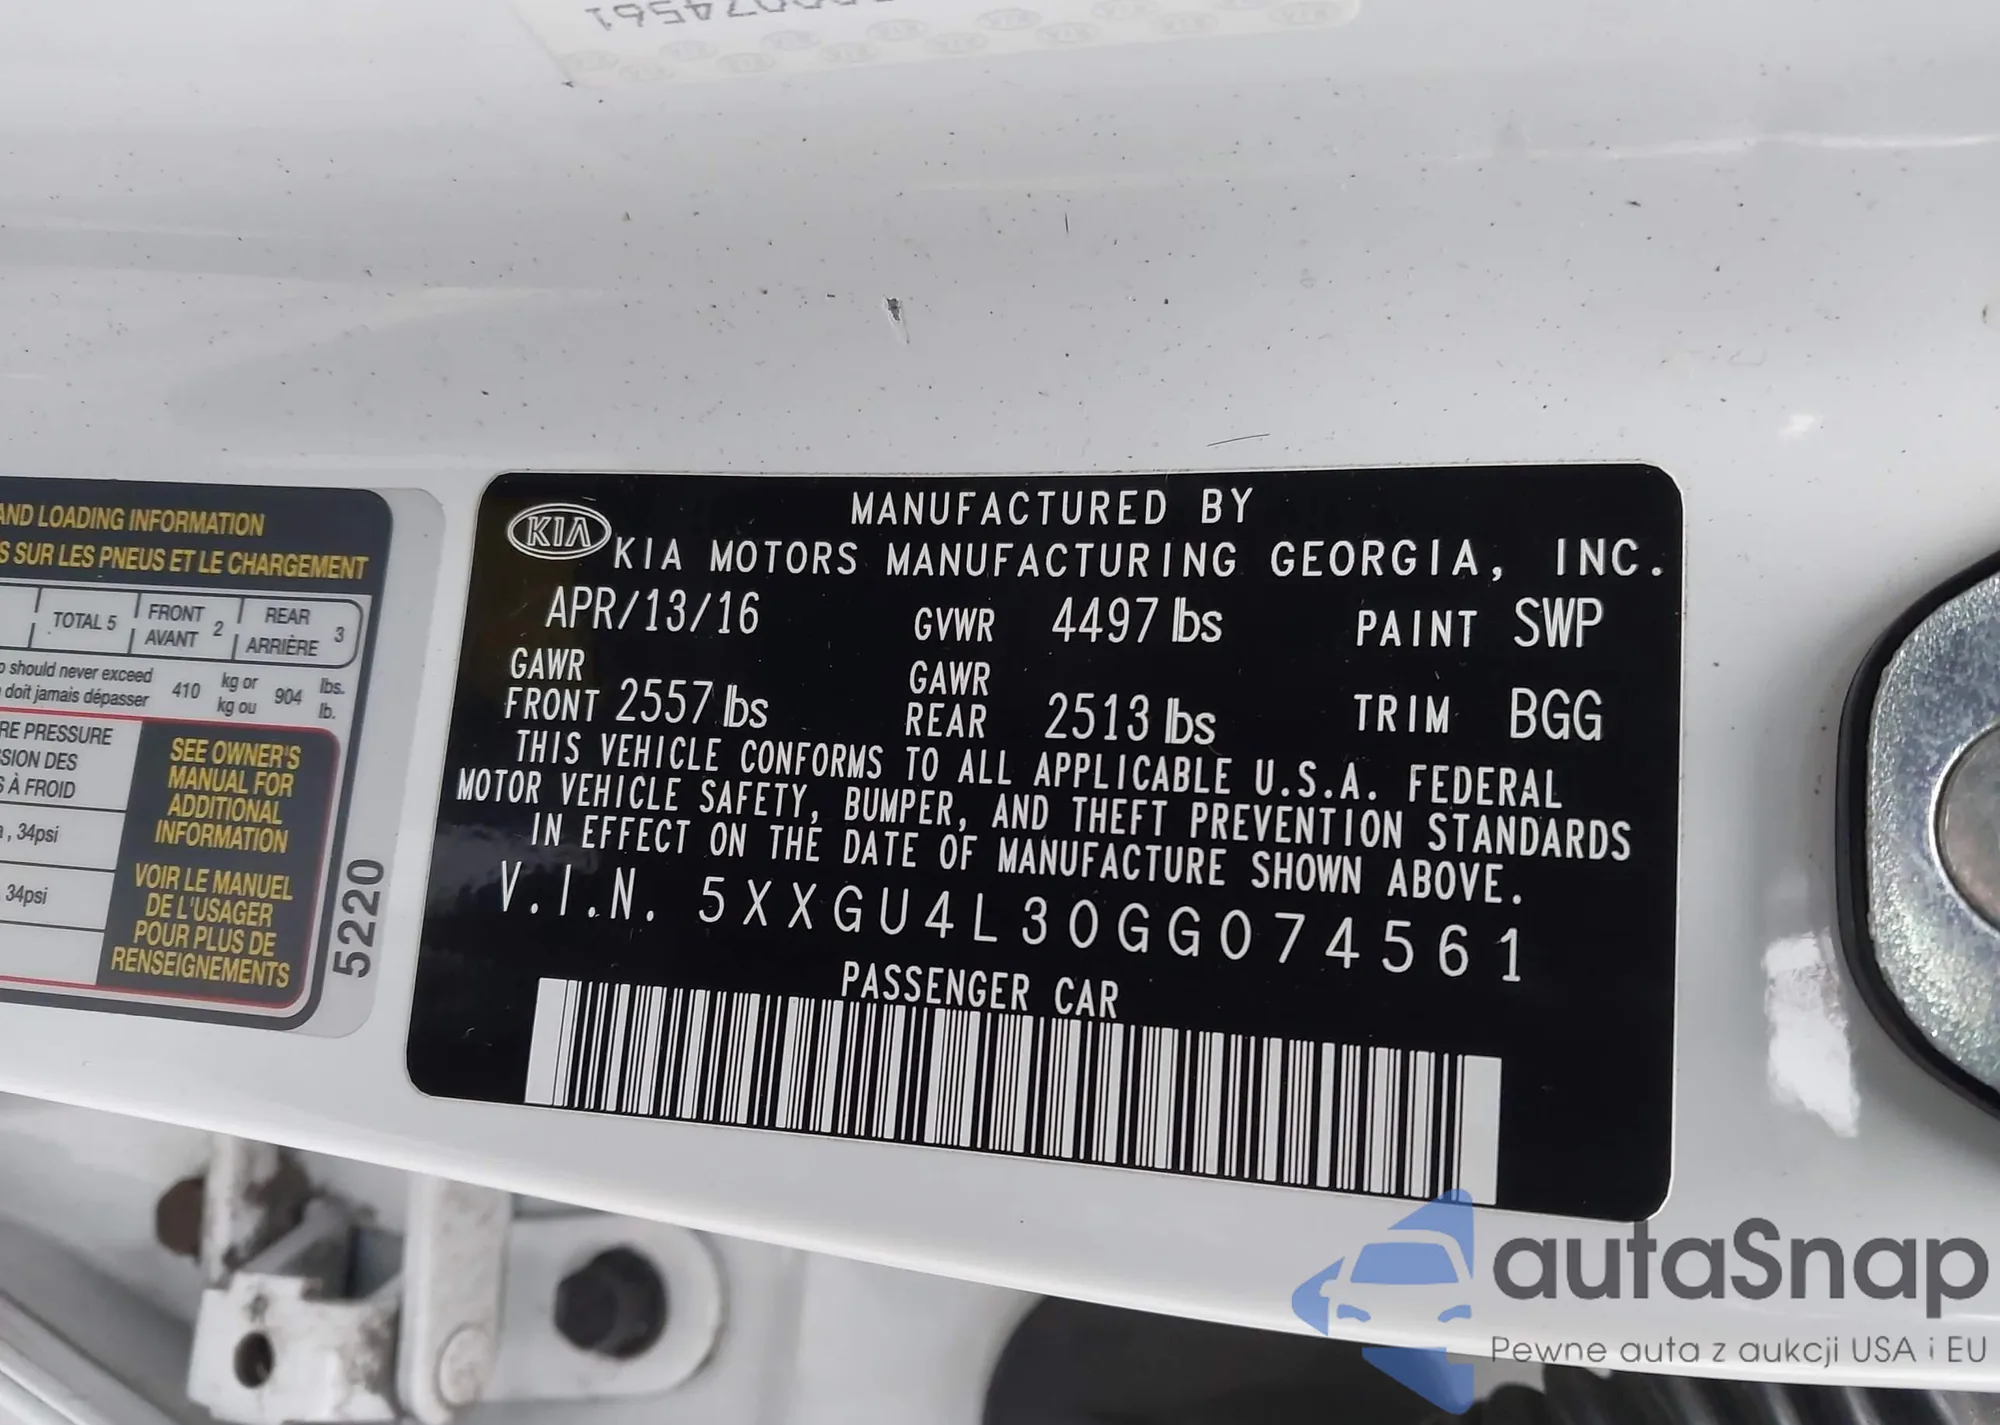 00074561
AND LOADING INFORMATION
S SUR LES PNEUS ET LE CHARGEMENT
TOTAL 5
FRONT
AVANT
2
REAR
ARRIÈRE
3
should never exceed
doit jamais dépasser
410
kg or
kg ou
904
lbs.
lb.
RE PRESSURE
SION DES
S À FROID
, 34psi
34psi
SEE OWNER'S
MANUAL FOR
ADDITIONAL
INFORMATION
VOIR LE MANUEL
DE L'USAGER
POUR PLUS DE
RENSEIGNEMENTS
5220
MANUFACTURED BY
KIA KIA MOTORS MANUFACTURING GEORGIA, INC.
APR/13/16 GVWR 4497 lbs PAINT SWP
GAWR FRONT 2557 lbs GAWR REAR 2513 lbs TRIM BGG
THIS VEHICLE CONFORMS TO ALL APPLICABLE U.S.A. FEDERAL
MOTOR VEHICLE SAFETY, BUMPER, AND THEFT PREVENTION STANDARDS
IN EFFECT ON THE DATE OF MANUFACTURE SHOWN ABOVE.
V.I.N. 5XXGU4L30GG074561
PASSENGER CAR
autaSnap
Pewne auta z aukcji USA i EU